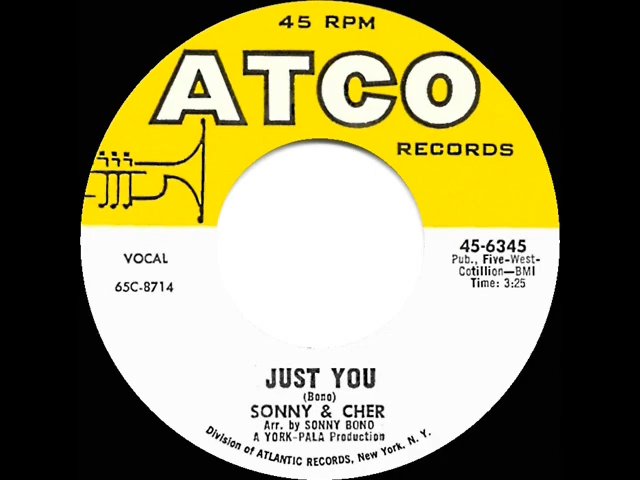 45 RPM
ATCO
RECORDS
VOCAL
65C-8714
45-6345
Pub., Five-West-
Cotillion—BMI
Time: 3:25
JUST YOU
(Bono)
SONNY & CHER
Arr. by SONNY BONO
A YORK-PALA Production
Division of ATLANTIC RECORDS, New York, N. Y.